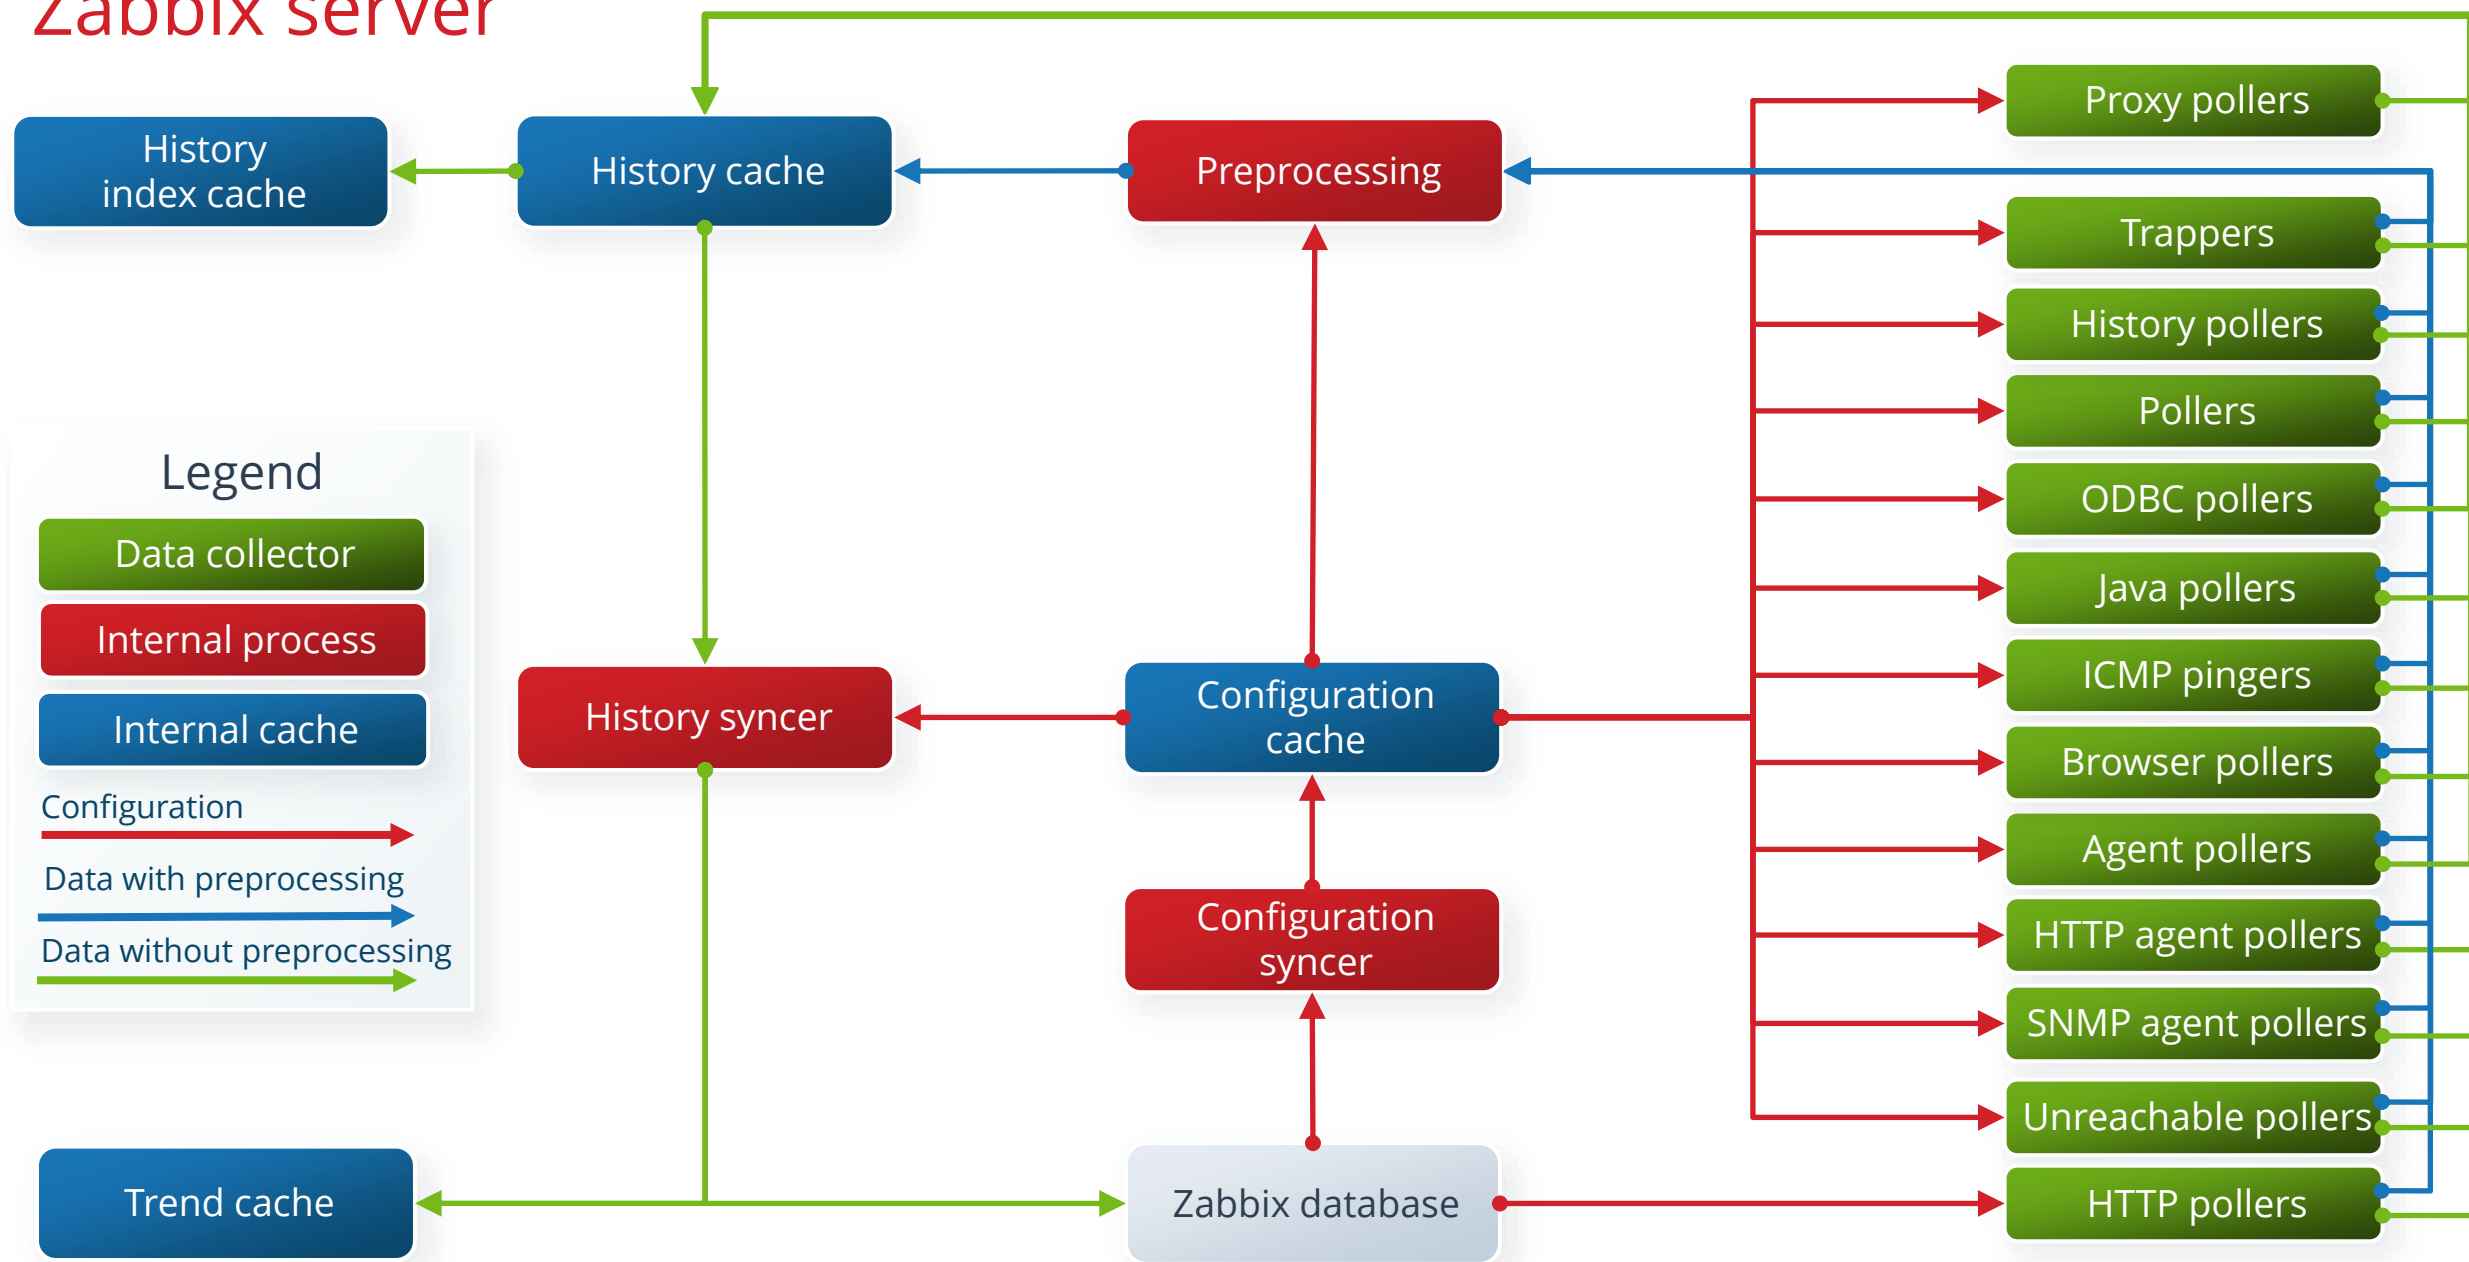 Zabbix server
History
index cache
History cache
Preprocessing
Proxy pollers
Trappers
History pollers
Pollers
ODBC pollers
Java pollers
ICMP pingers
Browser pollers
Agent pollers
HTTP agent pollers
SNMP agent pollers
Unreachable pollers
HTTP pollers
Legend
Data collector
Internal process
Internal cache
Configuration
Data with preprocessing
Data without preprocessing
History syncer
Configuration
cache
Configuration
syncer
Trend cache
Zabbix database